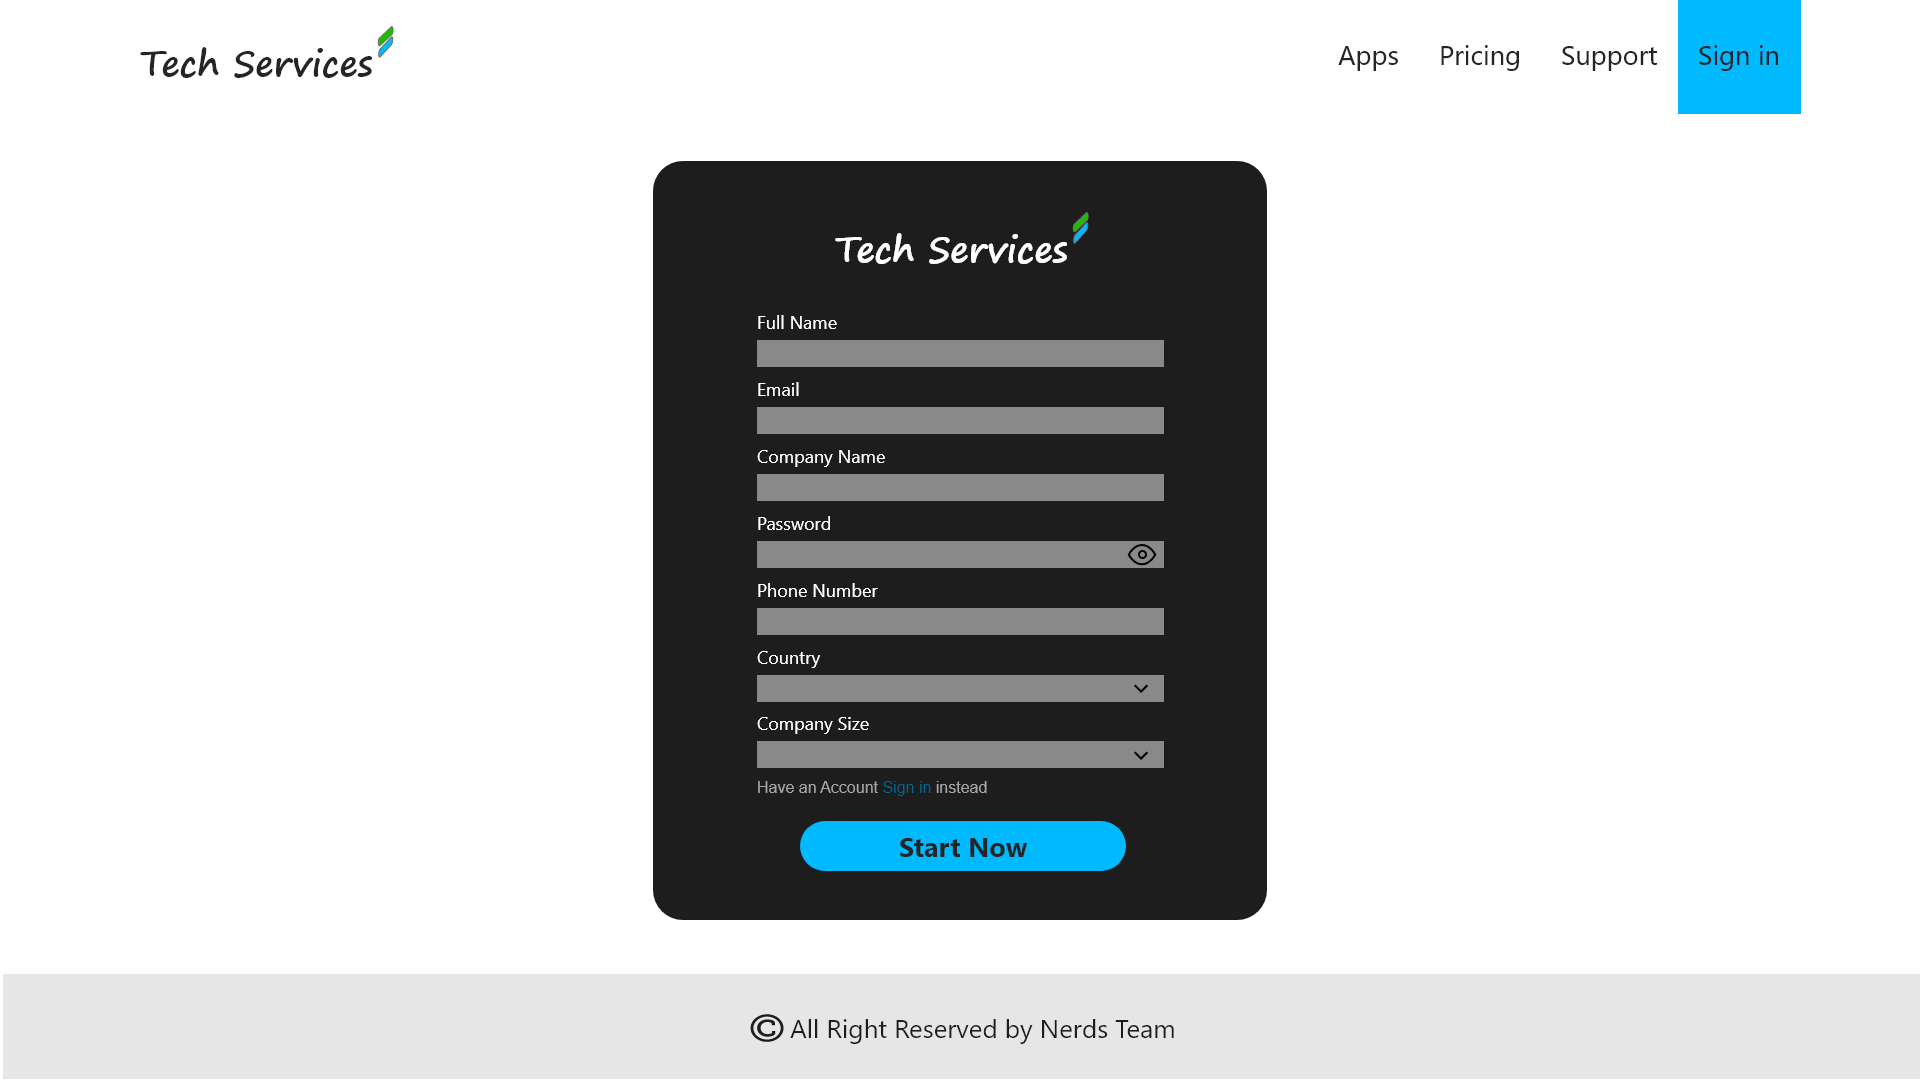 Tech Services
Apps Pricing Support Sign in
Tech Services
Full Name
Email
Company Name
Password
Phone Number
Country
Company Size
Have an Account Sign in instead
Start Now
© All Right Reserved by Nerds Team